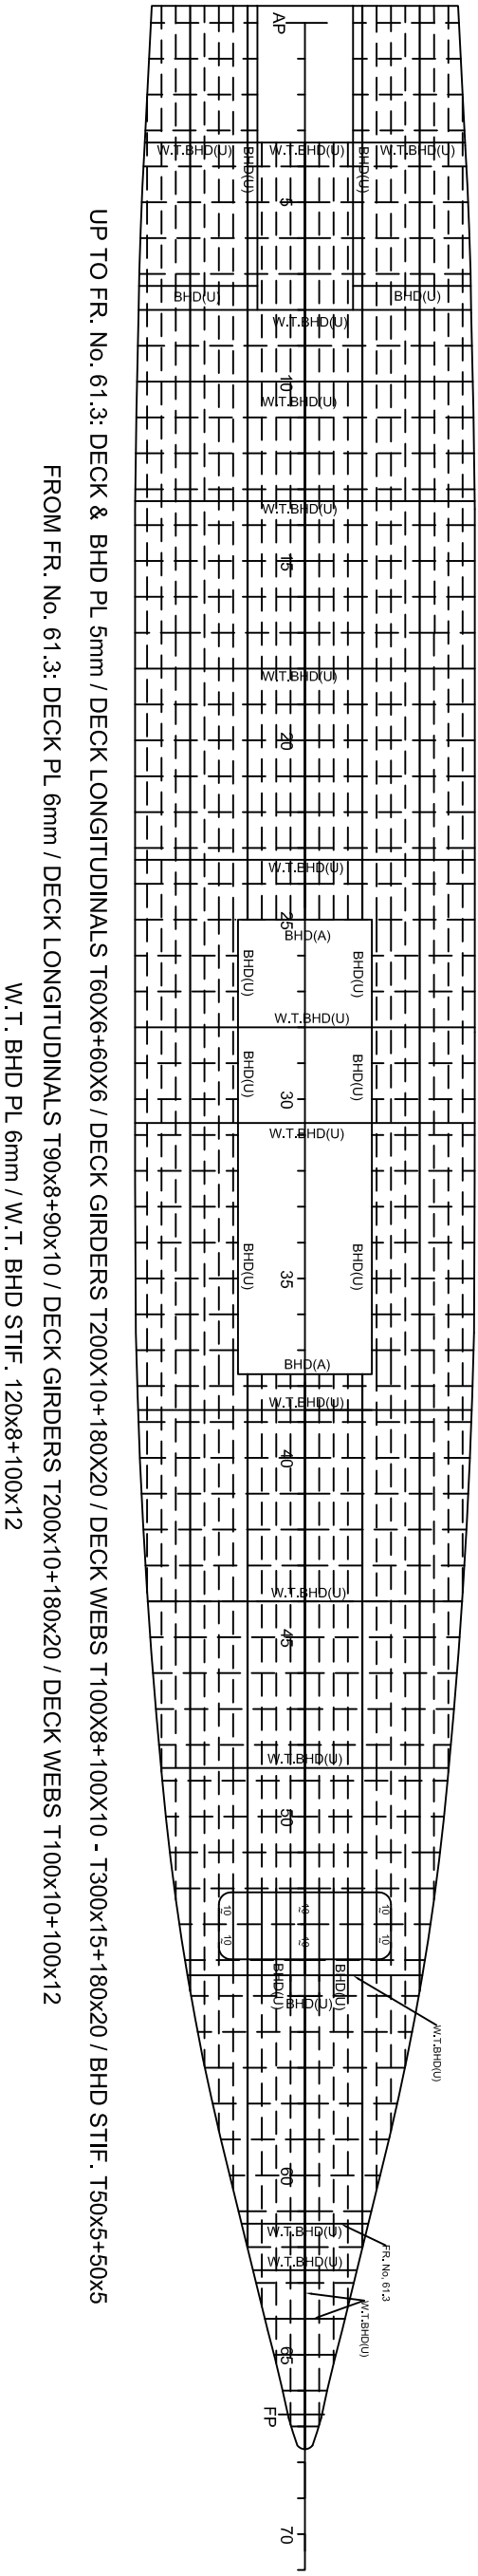 AP
W.T.BHD(U)
W.T.BHD(U)
W.T.BHD(U)
BHD(U)
BHD(U)
5
BHD(U)
BHD(U)
W.T.BHD(U)
10
W.T.BHD(U)
W.T.BHD(U)
15
W.T.BHD(U)
20
W.T.BHD(U)
25
BHD(A)
BHD(U)
BHD(U)
W.T.BHD(U)
BHD(U)
BHD(U)
30
W.T.BHD(U)
BHD(U)
BHD(U)
35
BHD(A)
W.T.BHD(U)
40
W.T.BHD(U)
45
W.T.BHD(U)
50
10
10
10
10
10
10
BHD(U)
BHD(U)
BHD(U)
W.T.BHD(U)
60
W.T.BHD(U)
FR. No. 61.3
W.T.BHD(U)
W.T.BHD(U)
65
FP
70
UP TO FR. No. 61.3: DECK & BHD PL 5mm / DECK LONGITUDINALS T60X6+60X6 / DECK GIRDERS T200X10+180X20 / DECK WEBS T100X8+100X10 - T300x15+180x20 / BHD STIF. T50x5+50x5
FROM FR. No. 61.3: DECK PL 6mm / DECK LONGITUDINALS T90x8+90x10 / DECK GIRDERS T200x10+180x20 / DECK WEBS T100x10+100x12
W.T. BHD PL 6mm / W.T. BHD STIF. 120x8+100x12